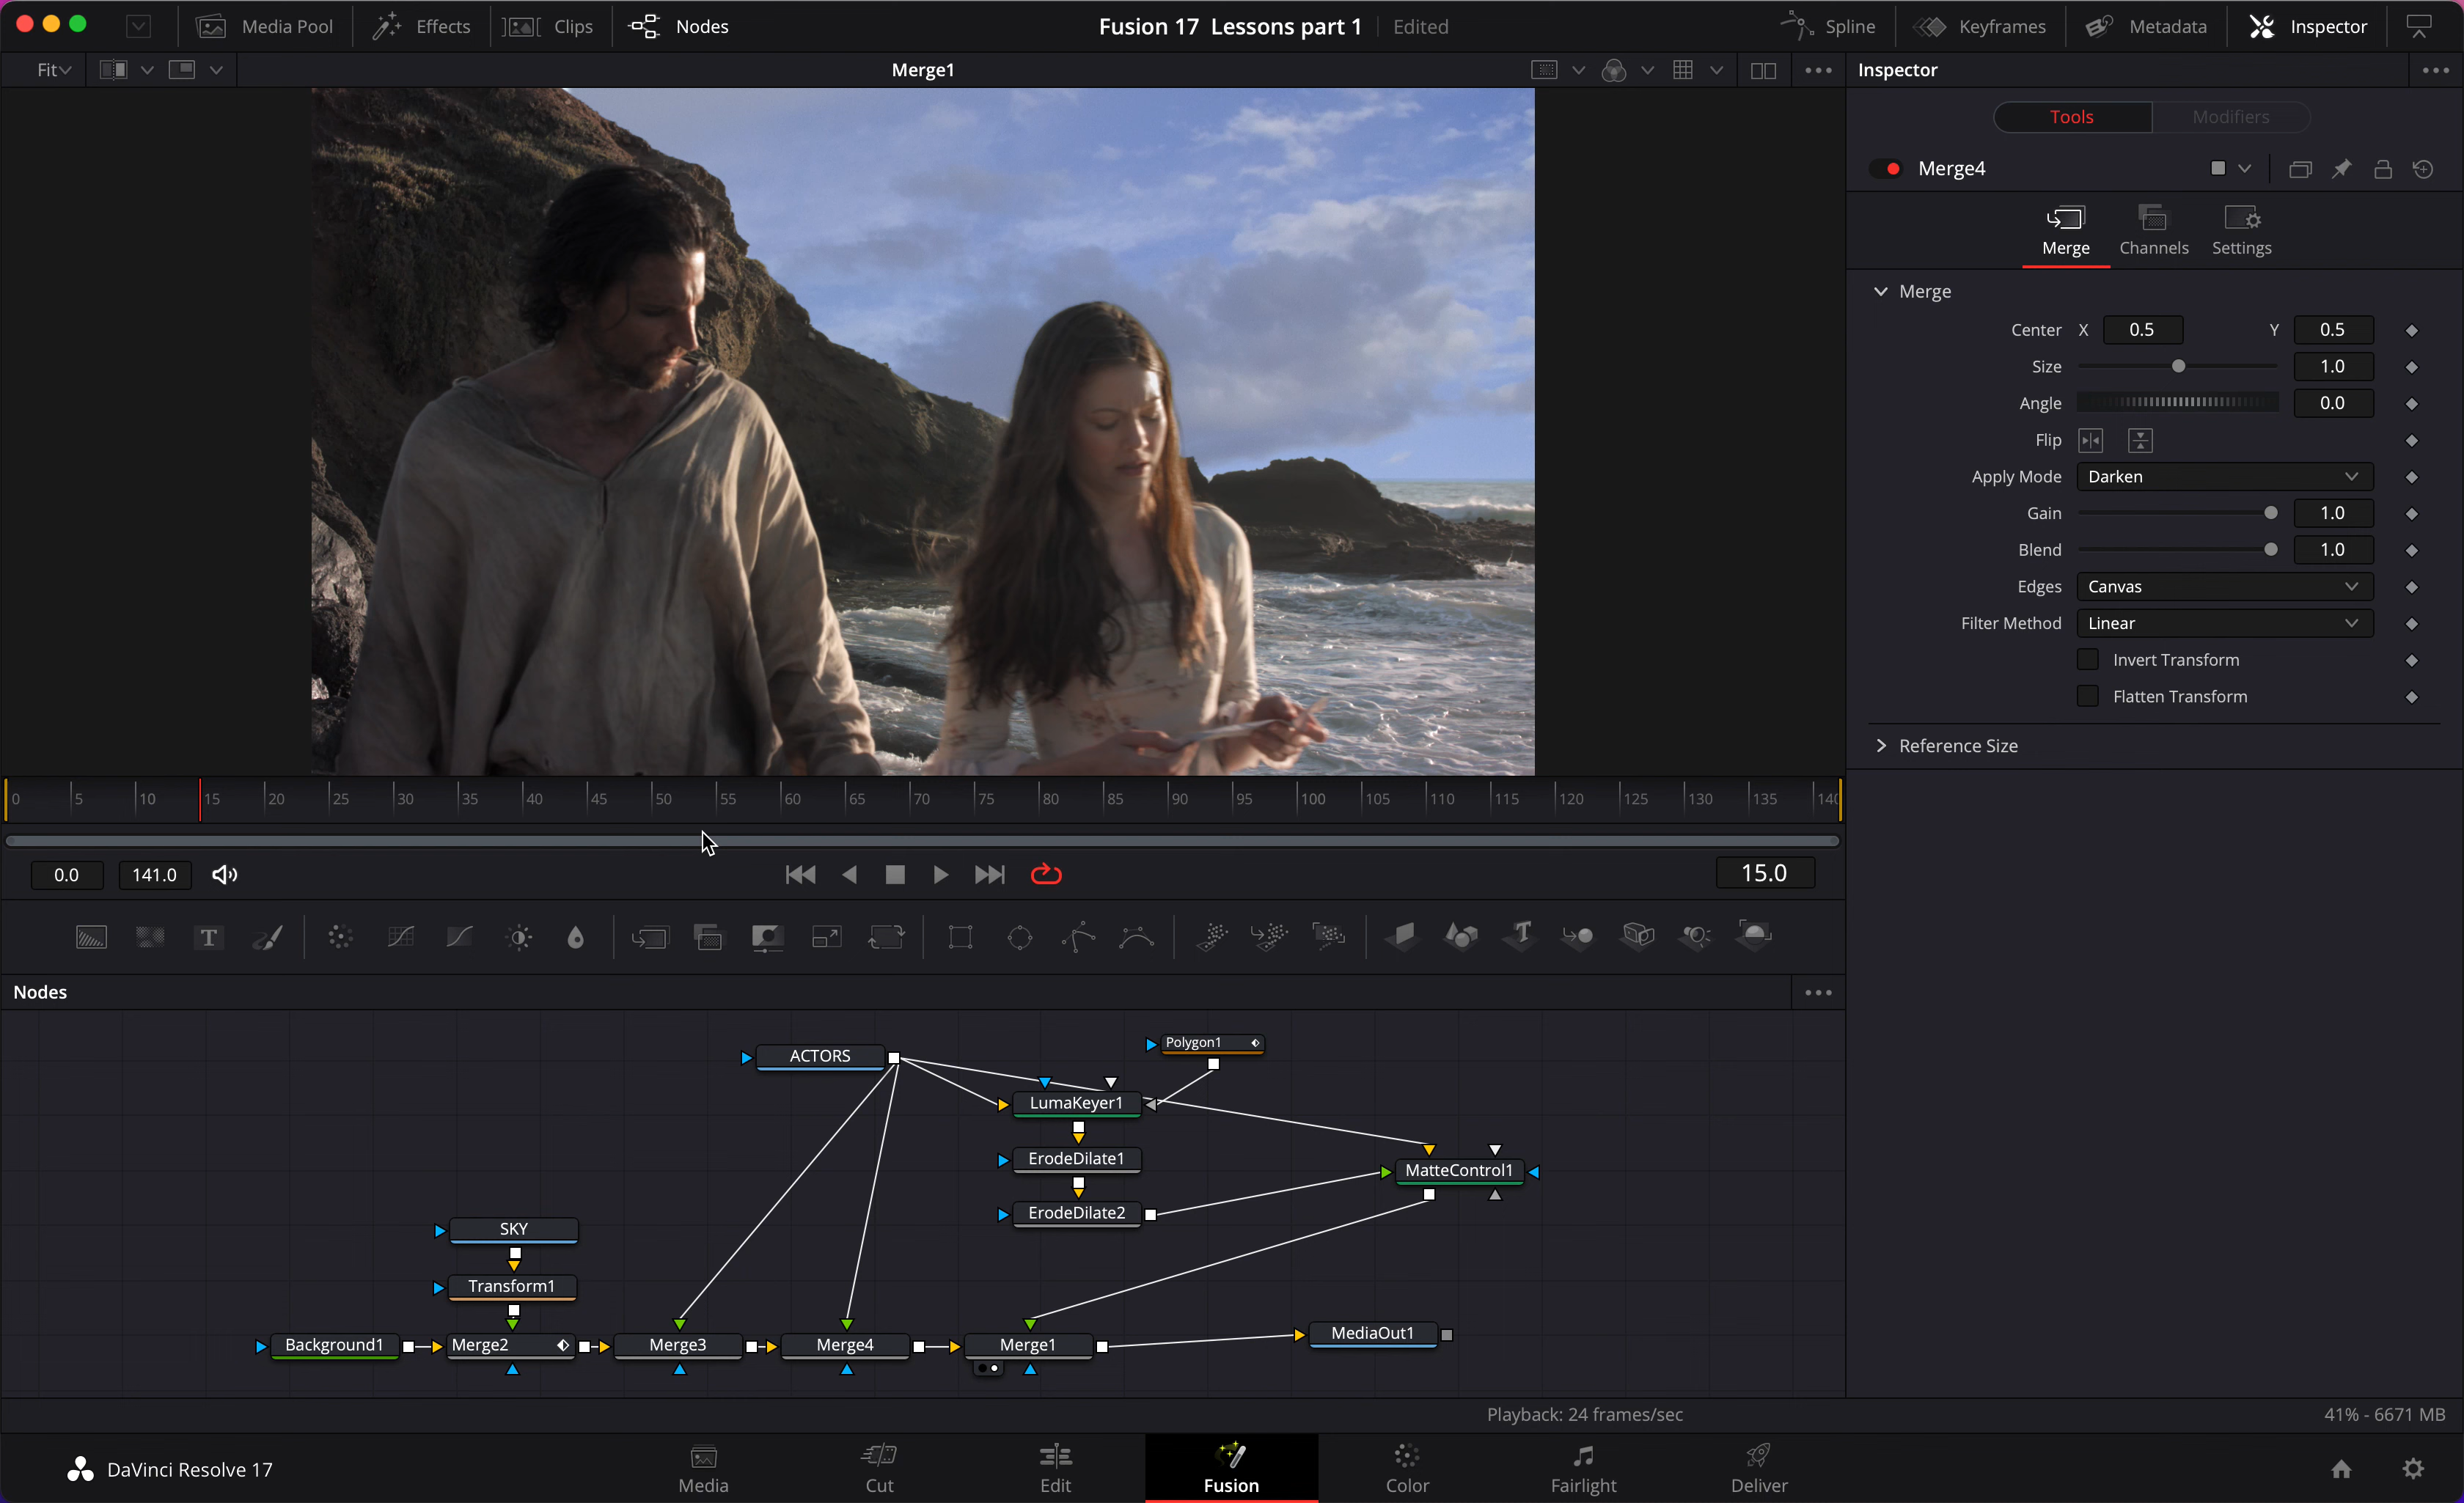 Media Pool Effects Clips Nodes Fusion 17 Lessons part 1 Edited Spline Keyframes Metadata Inspector
Fit Merge1 Inspector
Tools Modifiers
Merge4
Merge Channels Settings
Merge
Center X 0.5 Y 0.5
Size 1.0
Angle 0.0
Flip
Apply Mode Darken
Gain 1.0
Blend 1.0
Edges Canvas
Filter Method Linear
Invert Transform
Flatten Transform
Reference Size
0 5 10 15 20 25 30 35 40 45 50 55 60 65 70 75 80 85 90 95 100 105 110 115 120 125 130 135 140
0.0 141.0 15.0
T T
Nodes
Polygon1
ACTORS
LumaKeyer1
ErodeDilate1
MatteControl1
ErodeDilate2
SKY
Transform1
Background1 Merge2 Merge3 Merge4 Merge1 MediaOut1
Playback: 24 frames/sec 41% - 6671 MB
DaVinci Resolve 17 Media Cut Edit Fusion Color Fairlight Deliver